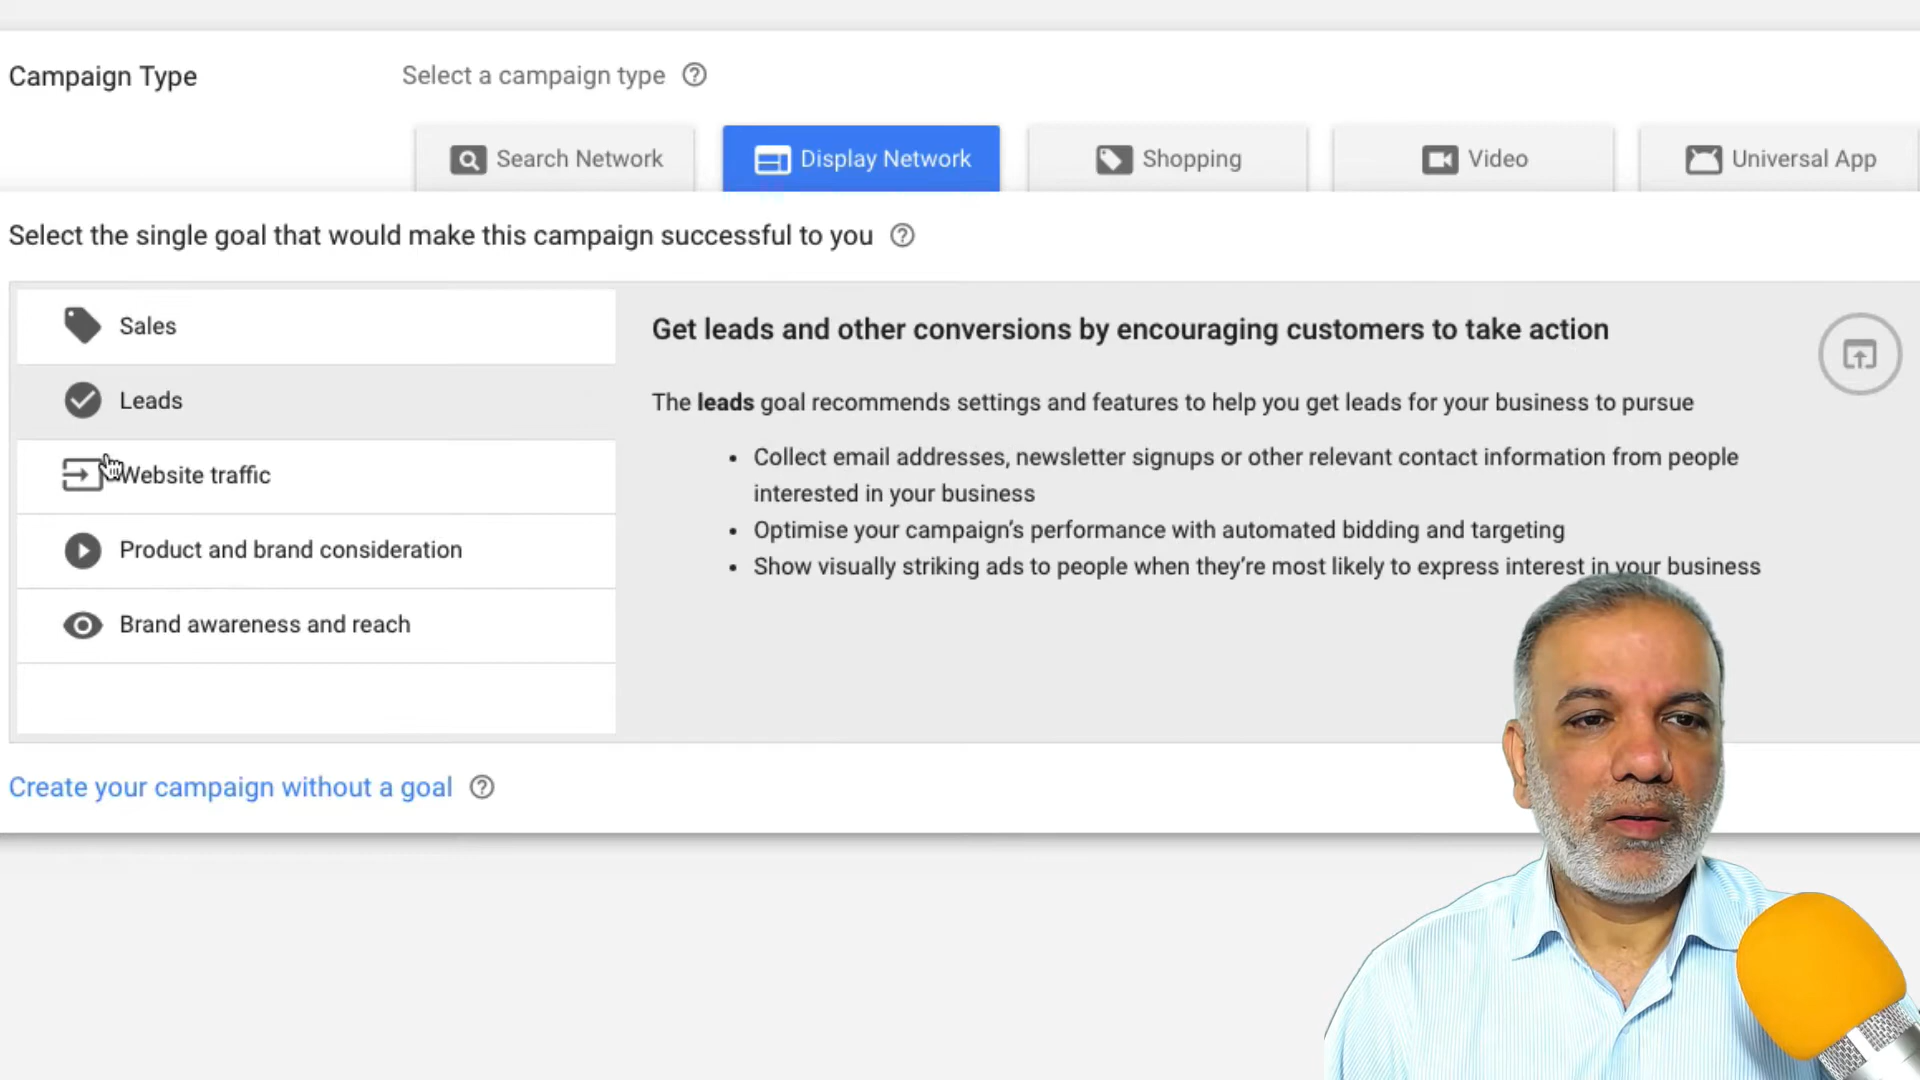 Campaign Type
Select a campaign type
Search Network
Display Network
Shopping
Video
Universal App
Select the single goal that would make this campaign successful to you
Sales
Leads
Website traffic
Product and brand consideration
Brand awareness and reach
Get leads and other conversions by encouraging customers to take action
The leads goal recommends settings and features to help you get leads for your business to pursue
• Collect email addresses, newsletter signups or other relevant contact information from people
interested in your business
• Optimise your campaign’s performance with automated bidding and targeting
• Show visually striking ads to people when they’re most likely to express interest in your business
Create your campaign without a goal